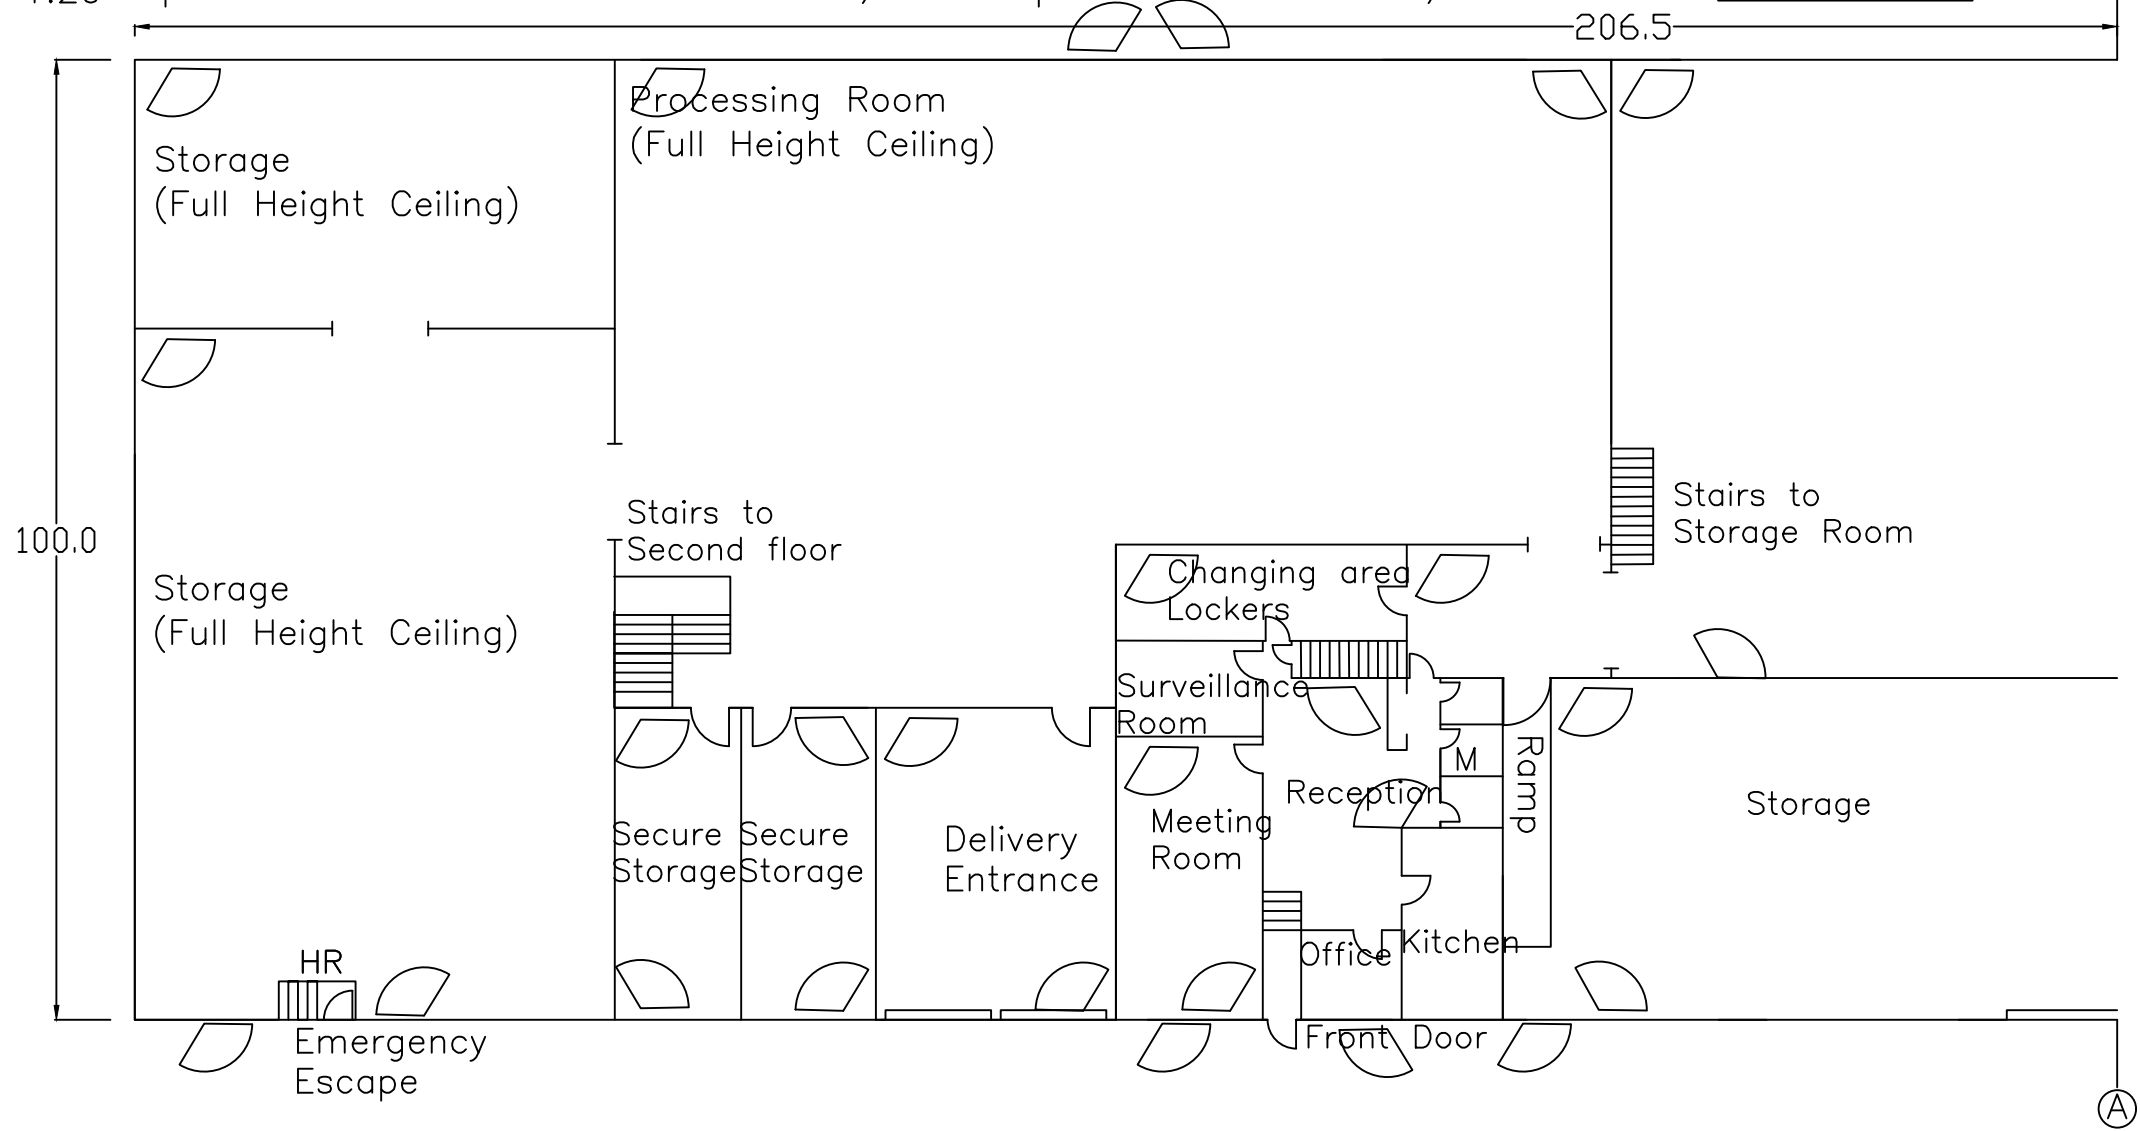 206.5
Processing Room
(Full Height Ceiling)
Storage
(Full Height Ceiling)
Stairs to
Storage Room
Stairs to
Second floor
100.0
Changing area
Lockers
Storage
(Full Height Ceiling)
Surveillance
Room
M
Ramp
Reception
Storage
Meeting
Room
Secure
Storage
Secure
Storage
Delivery
Entrance
HR
Office
Kitchen
Emergency
Escape
Front Door
A